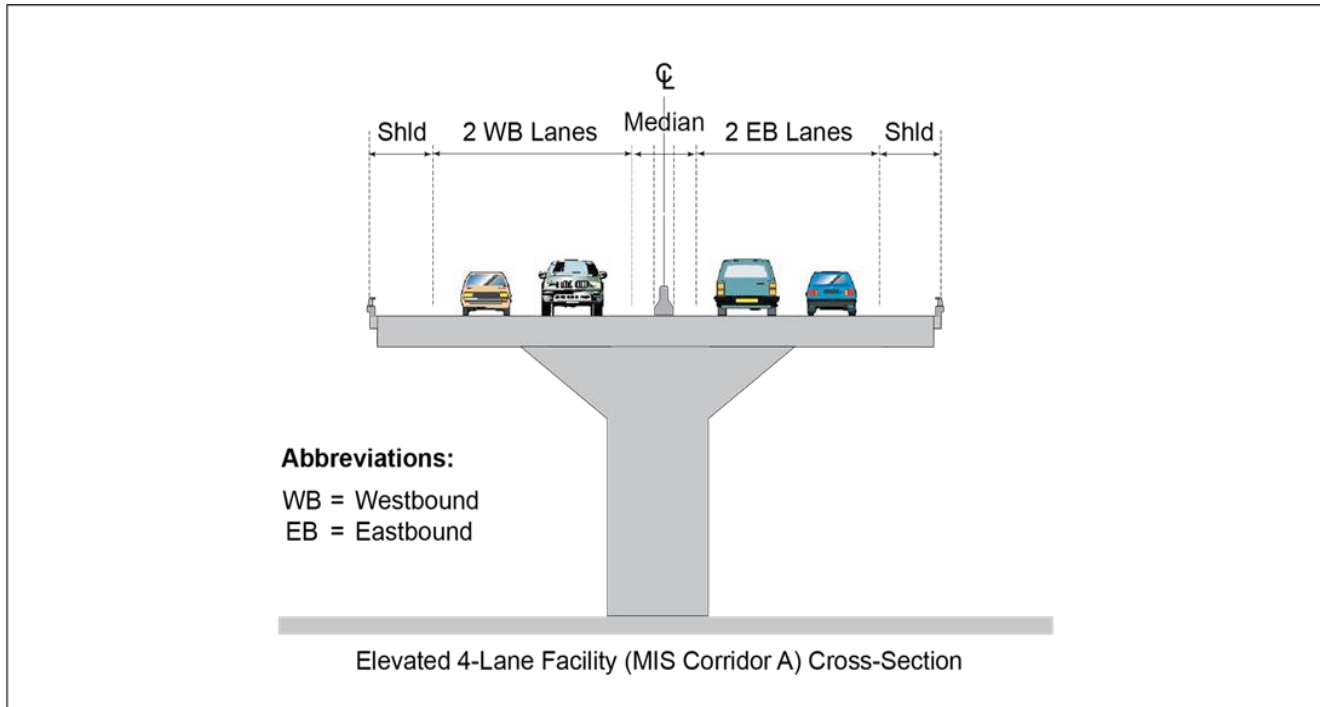 ℄
Shld 2 WB Lanes Median 2 EB Lanes Shld
Abbreviations:
WB = Westbound
EB = Eastbound
Elevated 4-Lane Facility (MIS Corridor A) Cross-Section